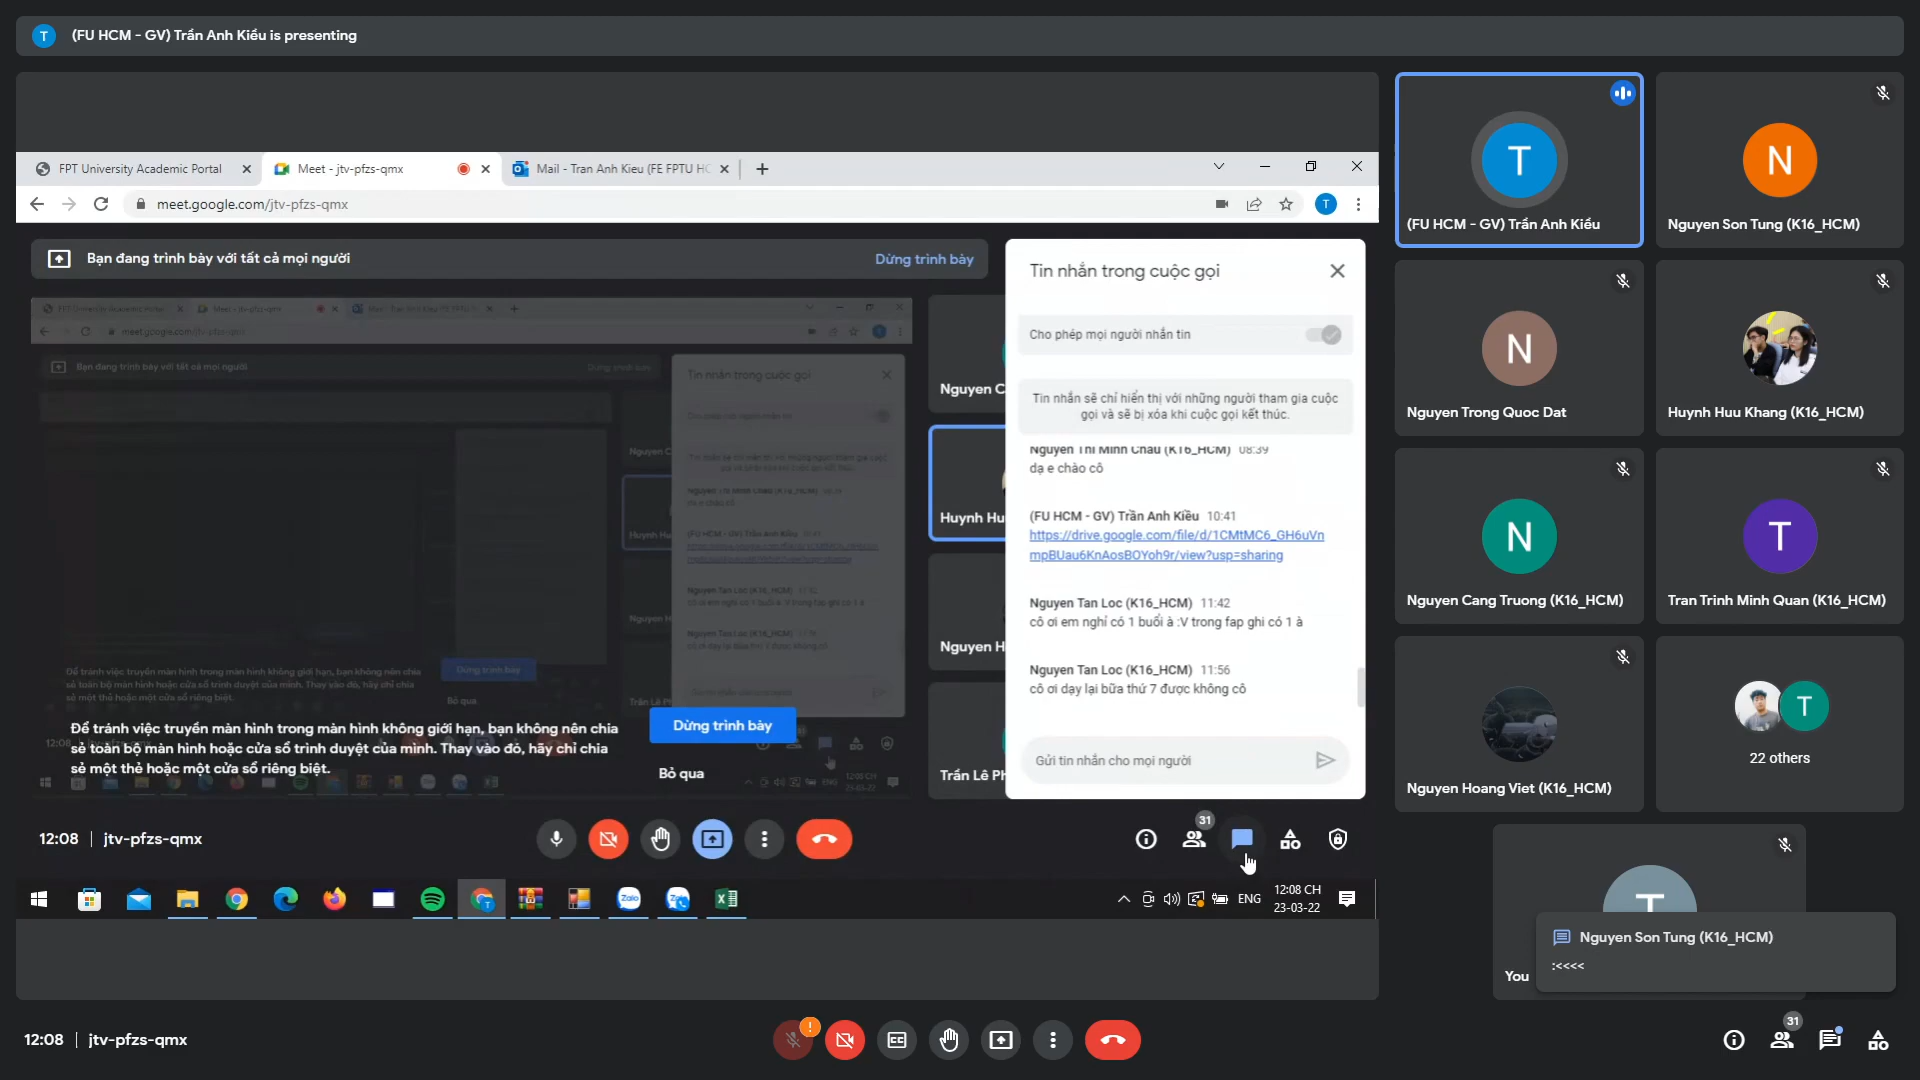 T
(FU HCM - GV) Trần Anh Kiều is presenting
FPT University Academic Portal
Meet - jtv-pfzs-qmx
Mail - Tran Anh Kieu (FE FPTU HC
meet.google.com/jtv-pfzs-qmx
T
Bạn đang trình bày với tất cả mọi người
Dừng trình bày
Tin nhắn trong cuộc gọi
Cho phép mọi người nhắn tin
Tin nhắn sẽ chỉ hiển thị với những người tham gia cuộc
gọi và sẽ bị xóa khi cuộc gọi kết thúc.
Nguyen Thi Minh Chau (K16_HCM) 08:39
dạ e chào cô
(FU HCM - GV) Trần Anh Kiều 10:41
https://drive.google.com/file/d/1CMtMC6_GH6uVn
mpBUau6KnAosBOYoh9r/view?usp=sharing
Nguyen Tan Loc (K16_HCM) 11:42
cô ơi em nghỉ có 1 buổi à :V trong fap ghi có 1 à
Nguyen Tan Loc (K16_HCM) 11:56
cô ơi dạy lại bữa thứ 7 được không cô
Gửi tin nhắn cho mọi người
Nguyen C
Huynh Hu
Nguyen H
Trần Lê Ph
Để tránh việc truyền màn hình trong màn hình không giới hạn, bạn không nên chia
sẻ toàn bộ màn hình hoặc cửa sổ trình duyệt của mình. Thay vào đó, hãy chỉ chia
sẻ một thẻ hoặc một cửa sổ riêng biệt.
Dừng trình bày
Bỏ qua
12:08 | jtv-pfzs-qmx
31
Zalo
ENG
12:08 CH
23-03-22
T
(FU HCM - GV) Trần Anh Kiều
N
Nguyen Son Tung (K16_HCM)
N
Nguyen Trong Quoc Dat
Huynh Huu Khang (K16_HCM)
N
Nguyen Cang Truong (K16_HCM)
T
Tran Trinh Minh Quan (K16_HCM)
Nguyen Hoang Viet (K16_HCM)
T
22 others
T
You
Nguyen Son Tung (K16_HCM)
:<<<<
12:08 | jtv-pfzs-qmx
31